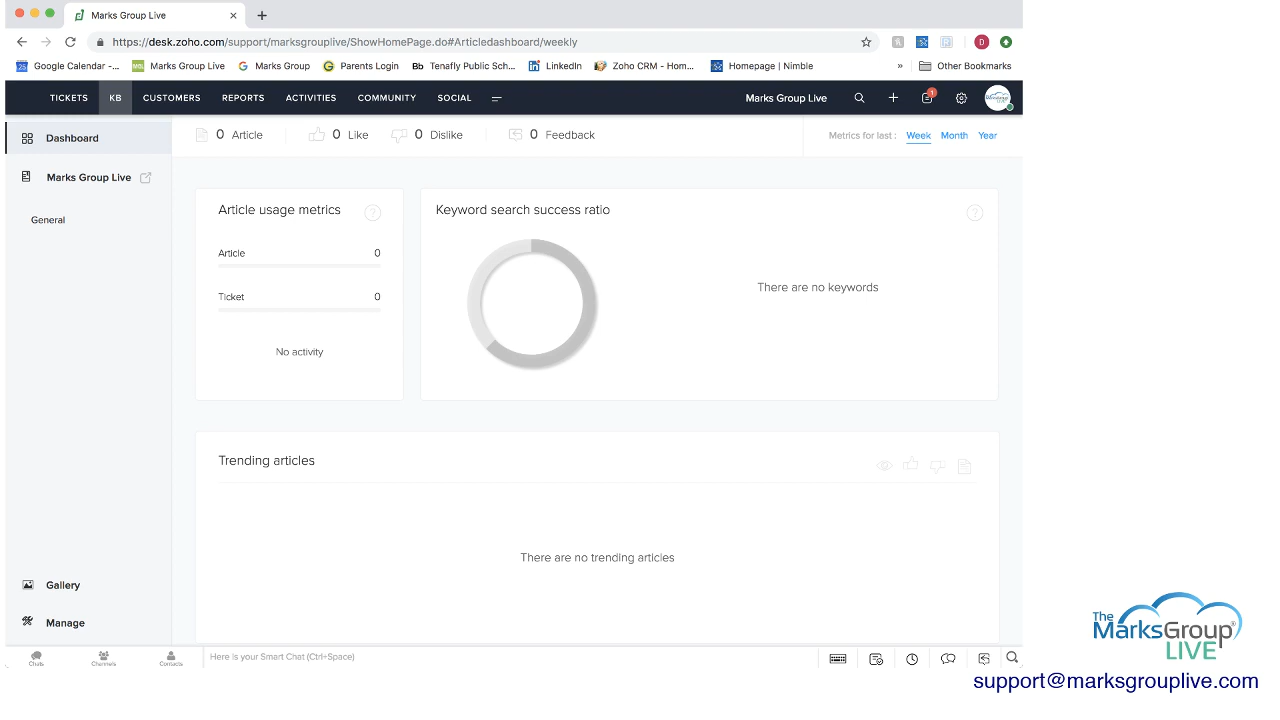 Marks Group Live
https://desk.zoho.com/support/marksgrouplive/ShowHomePage.do#Articledashboard/weekly
Google Calendar -... Marks Group Live Marks Group Parents Login Tenafly Public Sch... LinkedIn Zoho CRM - Hom... Homepage | Nimble » Other Bookmarks
TICKETS KB CUSTOMERS REPORTS ACTIVITIES COMMUNITY SOCIAL Marks Group Live 1
Dashboard
0 Article 0 Like 0 Dislike 0 Feedback Metrics for last : Week Month Year
Marks Group Live
General
Article usage metrics ?
Article 0
Ticket 0
No activity
Keyword search success ratio ?
There are no keywords
Trending articles
There are no trending articles
Gallery
Manage
Chats Channels Contacts Here is your Smart Chat (Ctrl+Space)
The
MarksGroup®
LIVE
support@marksgrouplive.com